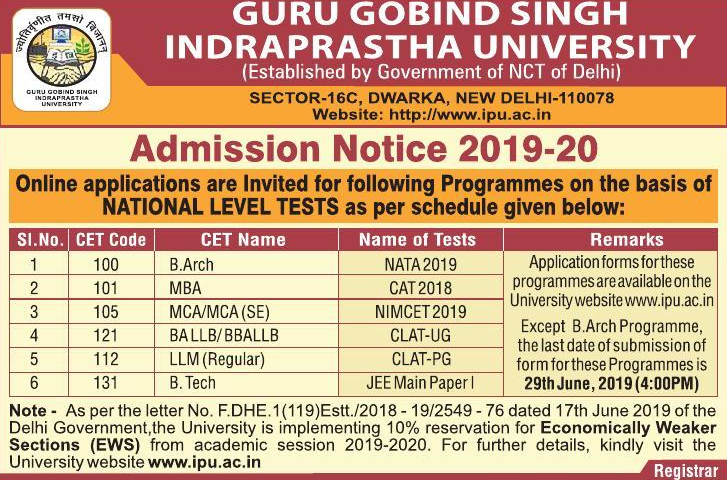 ज्योतिर्वृणीत तमसो विजानन्
GURU GOBIND SINGH
INDRAPRASTHA
UNIVERSITY
GURU GOBIND SINGH
INDRAPRASTHA UNIVERSITY
(Established by Government of NCT of Delhi)
SECTOR-16C, DWARKA, NEW DELHI-110078
Website: http://www.ipu.ac.in
Admission Notice 2019-20
Online applications are Invited for following Programmes on the basis of
NATIONAL LEVEL TESTS as per schedule given below:
Sl.No. CET Code CET Name Name of Tests Remarks
1 100 B.Arch NATA 2019
2 101 MBA CAT 2018
3 105 MCA/MCA (SE) NIMCET 2019
4 121 BA LLB/ BBALLB CLAT-UG
5 112 LLM (Regular) CLAT-PG
6 131 B. Tech JEE Main Paper I
Application forms for these
programmes are available on the
University website www.ipu.ac.in
Except B.Arch Programme,
the last date of submission of
form for these Programmes is
29th June, 2019 (4:00PM)
Note - As per the letter No. F.DHE.1(119)Estt./2018 - 19/2549 - 76 dated 17th June 2019 of the
Delhi Government,the University is implementing 10% reservation for Economically Weaker
Sections (EWS) from academic session 2019-2020. For further details, kindly visit the
University website www.ipu.ac.in
Registrar